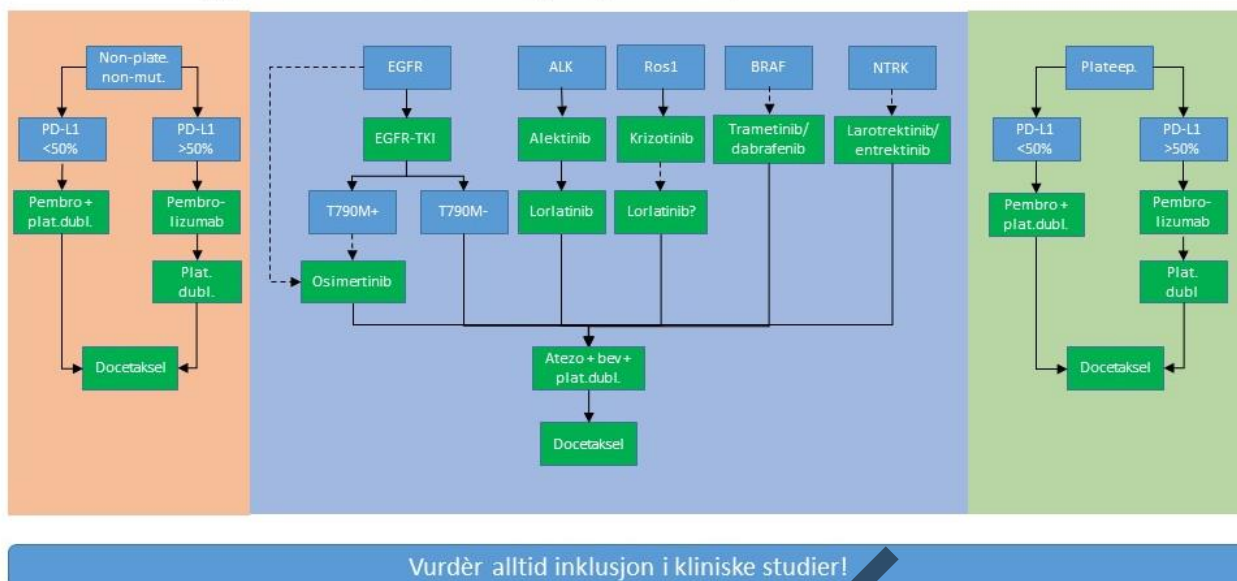 Non-plate.
non-mut.
PD-L1
<50%
PD-L1
>50%
Pembro +
plat.dubl.
Pembro-
lizumab
Plat.
dubl.
Docetaksel
EGFR
ALK
Ros1
BRAF
NTRK
EGFR-TKI
Alektinib
Krizotinib
Trametinib/
dabrafenib
Larotrektinib/
entrektinib
T790M+
T790M-
Lorlatinib
Lorlatinib?
Osimertinib
Atezo + bev +
plat.dubl.
Docetaksel
Plateep.
PD-L1
<50%
PD-L1
>50%
Pembro +
plat.dubl.
Pembro-
lizumab
Plat.
dubl
Docetaksel
Vurdèr alltid inklusjon i kliniske studier!